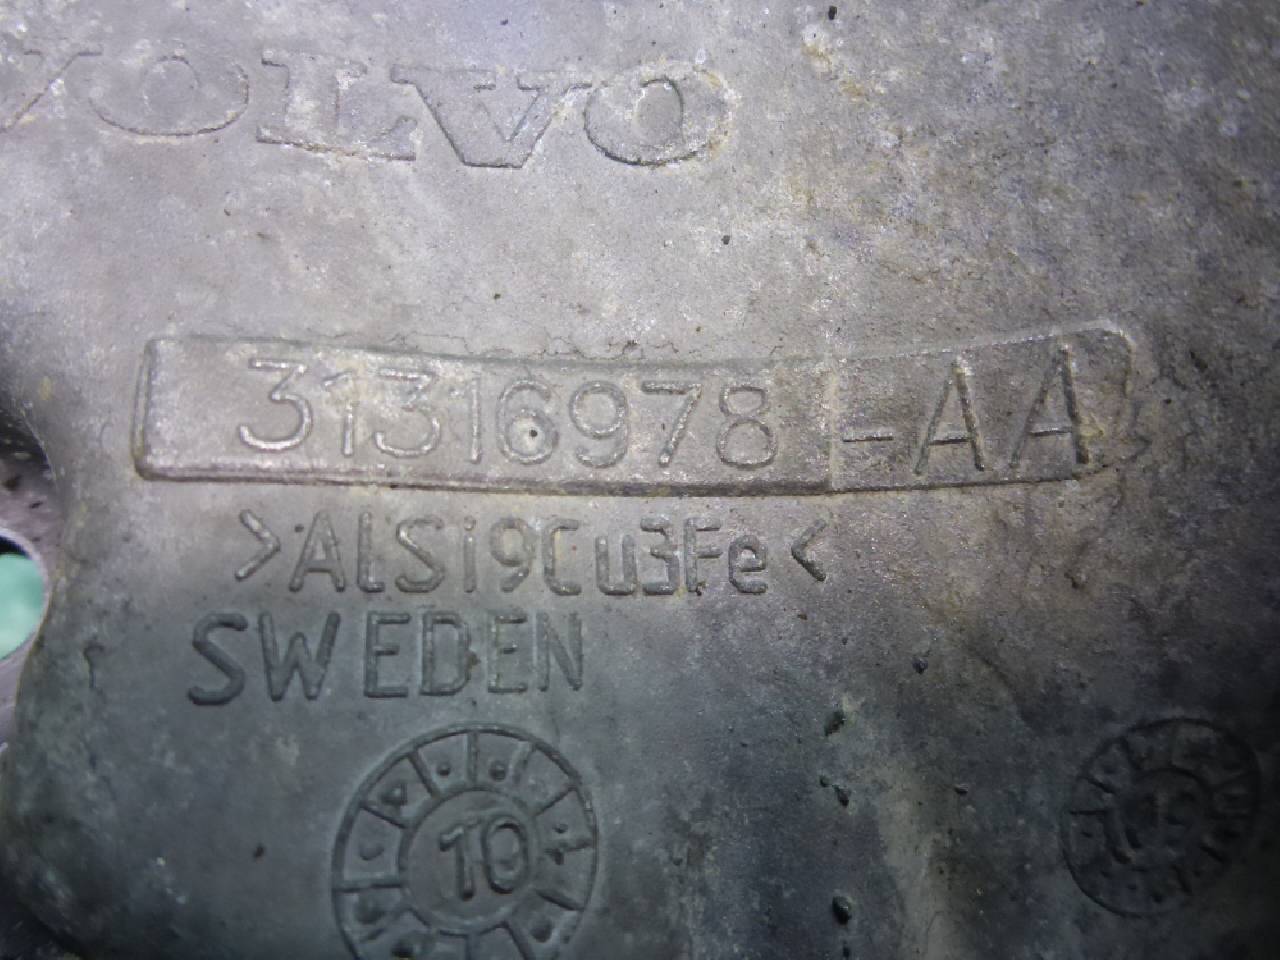 VOLVO
31316978-AA
>ALSi9Cu3Fe<
SWEDEN
10